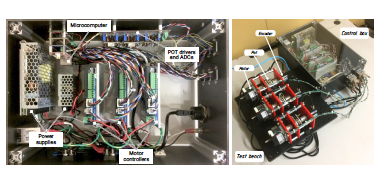 Microcomputer
POT drivers
and ADCs
Power
supplies
Motor
controllers
Encoder
Pot
Motor
Control box
Test bench